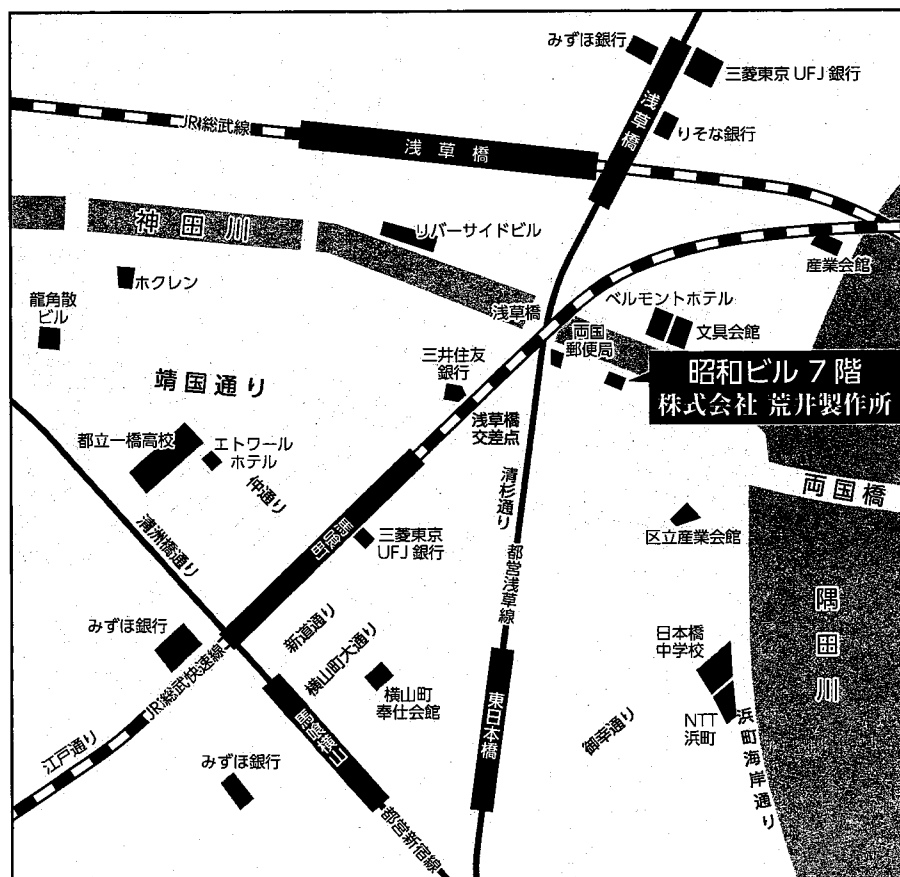 みずほ銀行
三菱東京 UFJ 銀行
浅草橋
りそな銀行
JR総武線
浅草橋
神田川
リバーサイドビル
産業会館
ホクレン
龍角散
ビル
浅草橋
ベルモントホテル
文具会館
両国
郵便局
三井住友
銀行
昭和ビル 7 階
株式会社 荒井製作所
靖国通り
浅草橋
交差点
都立一橋高校
エトワール
ホテル
仲通り
清杉通り
両国橋
清洲橋通り
馬喰町
三菱東京
UFJ 銀行
区立産業会館
都営浅草線
隅田川
みずほ銀行
新道通り
横山町大通り
日本橋
中学校
JR総武快速線
横山町
奉仕会館
東日本橋
馬喰横山
御幸通り
NTT
浜町
浜町海岸通り
江戸通り
みずほ銀行
都営新宿線